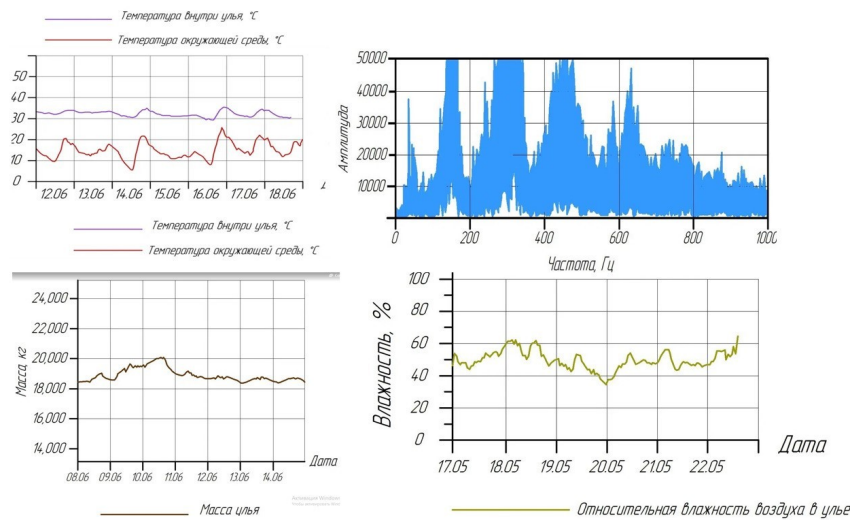 Температура внутри улья, °С
Температура окружающей среды, °С
50
40
30
20
10
0
12.06 13.06 14.06 15.06 16.06 17.06 18.06
Температура внутри улья, °С
Температура окружающей среды, °С
Амплитуда
50000
40000
30000
20000
10000
0 200 400 600 800 1000
Частота, Гц
Масса, кг
24,000
22,000
20,000
18,000
16,000
14,000
08.06 09.06 10.06 11.06 12.06 13.06 14.06
Дата
Масса улья
Влажность, %
100
80
60
40
20
0
17.05 18.05 19.05 20.05 21.05 22.05
Дата
Относительная влажность воздуха в улье